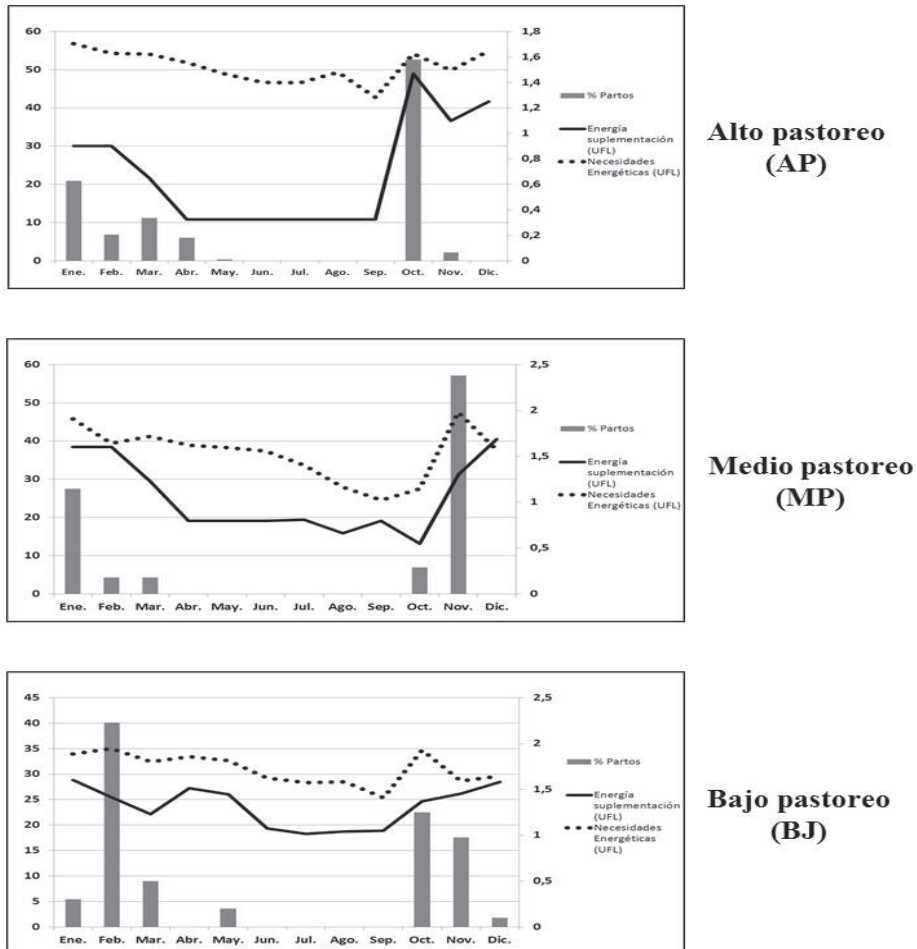 60 1,8
50 1,6
1,4
40 1,2
30 1
0,8
20 0,6
10 0,4
0,2
0 0
Ene. Feb. Mar. Abr. May. Jun. Jul. Ago. Sep. Oct. Nov. Dic.
% Partos
Energía
suplementación
(UFL)
Necesidades
Energéticas (UFL)
Alto pastoreo
(AP)
60 2,5
50 2
40
30 1,5
20 1
10 0,5
0 0
Ene. Feb. Mar. Abr. May. Jun. Jul. Ago. Sep. Oct. Nov. Dic.
% Partos
Energía
suplementación
(UFL)
Necesidades
Energéticas (UFL)
Medio pastoreo
(MP)
45 2,5
40
35 2
30
25 1,5
20 1
15
10 0,5
5
0 0
Ene. Feb. Mar. Abr. May. Jun. Jul. Ago. Sep. Oct. Nov. Dic.
% Partos
Energía
suplementación
(UFL)
Necesidades
Energéticas (UFL)
Bajo pastoreo
(BJ)